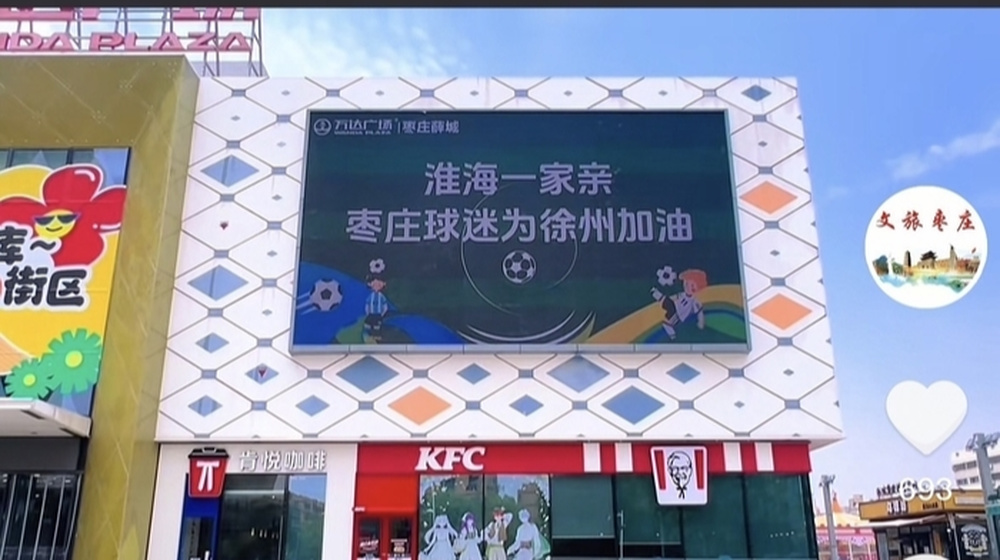 PLAZA
万达广场
WANDA PLAZA
枣庄薛城
淮海一家亲
枣庄球迷为徐州加油
文旅枣庄
街区
肯悦咖啡
KFC
693